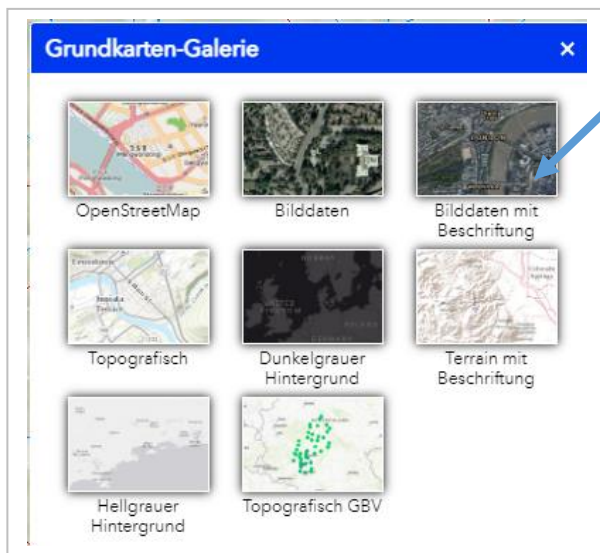 Grundkarten-Galerie ×
OpenStreetMap
Bilddaten
Bilddaten mit
Beschriftung
Topografisch
Dunkelgrauer
Hintergrund
Terrain mit
Beschriftung
Hellgrauer
Hintergrund
Topografisch GBV